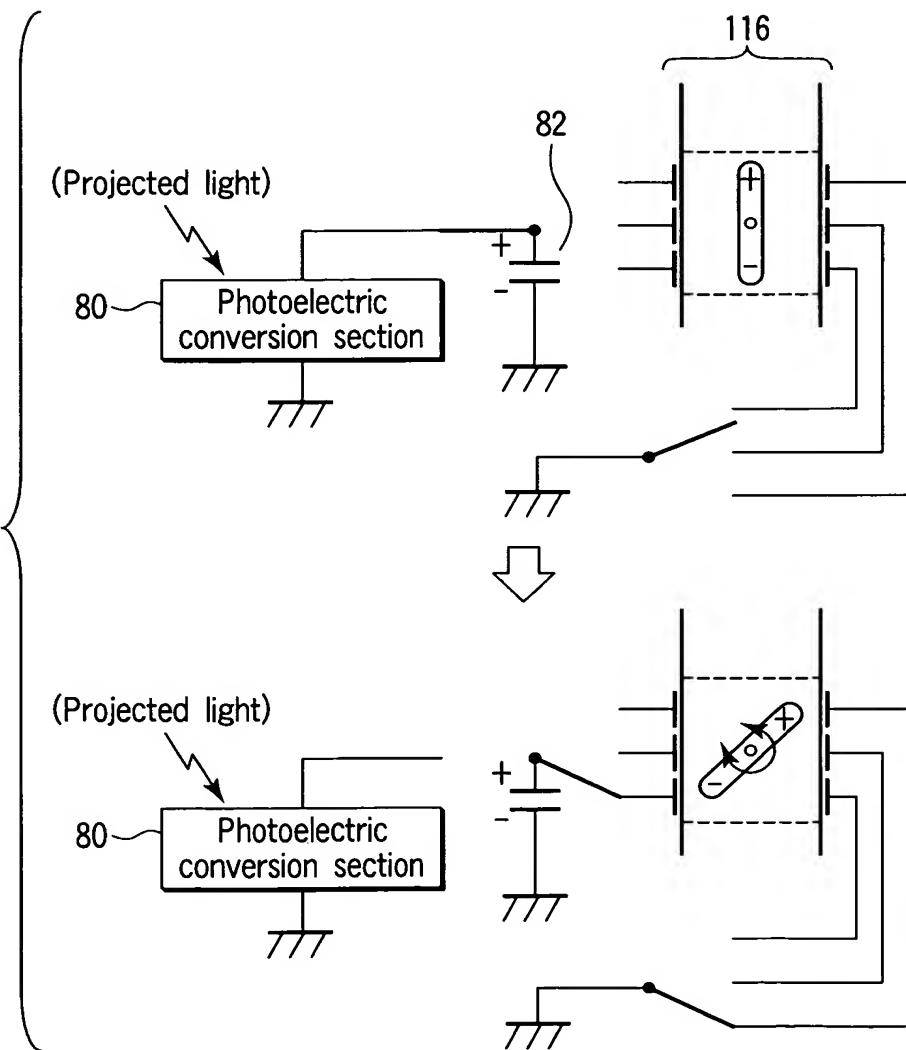 116
82
(Projected light)
+
-
80
Photoelectric
conversion section
+
-
(Projected light)
+
-
80
Photoelectric
conversion section
+
-